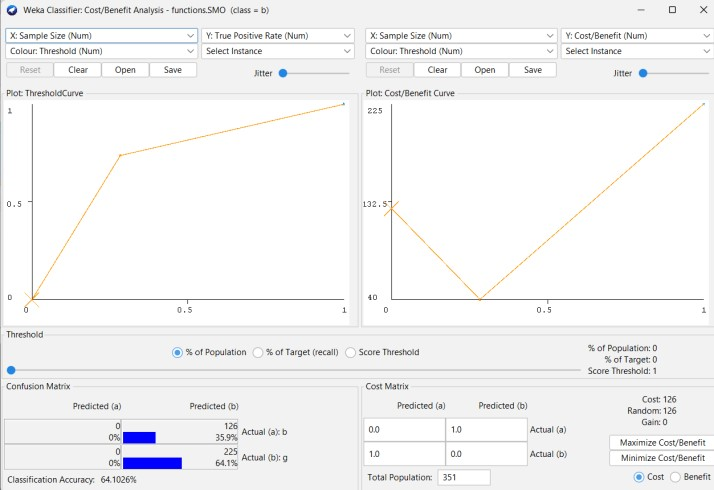 Weka Classifier: Cost/Benefit Analysis - functions.SMO (class = b)
X: Sample Size (Num) Y: True Positive Rate (Num) X: Sample Size (Num) Y: Cost/Benefit (Num)
Colour: Threshold (Num) Select Instance Colour: Threshold (Num) Select Instance
Reset Clear Open Save Jitter Reset Clear Open Save Jitter
Plot: ThresholdCurve Plot: Cost/Benefit Curve
1 225
0.5 132.5
0 40
0 0.5 1 0 0.5 1
Threshold
% of Population % of Target (recall) Score Threshold
% of Population: 0
% of Target: 0
Score Threshold: 1
Confusion Matrix
Predicted (a) Predicted (b)
0 126
0% 35.9% Actual (a): b
0 225
0% 64.1% Actual (b): g
Classification Accuracy: 64.1026%
Cost Matrix
Predicted (a) Predicted (b)
0.0 1.0 Actual (a)
1.0 0.0 Actual (b)
Total Population: 351
Cost: 126
Random: 126
Gain: 0
Maximize Cost/Benefit
Minimize Cost/Benefit
Cost Benefit